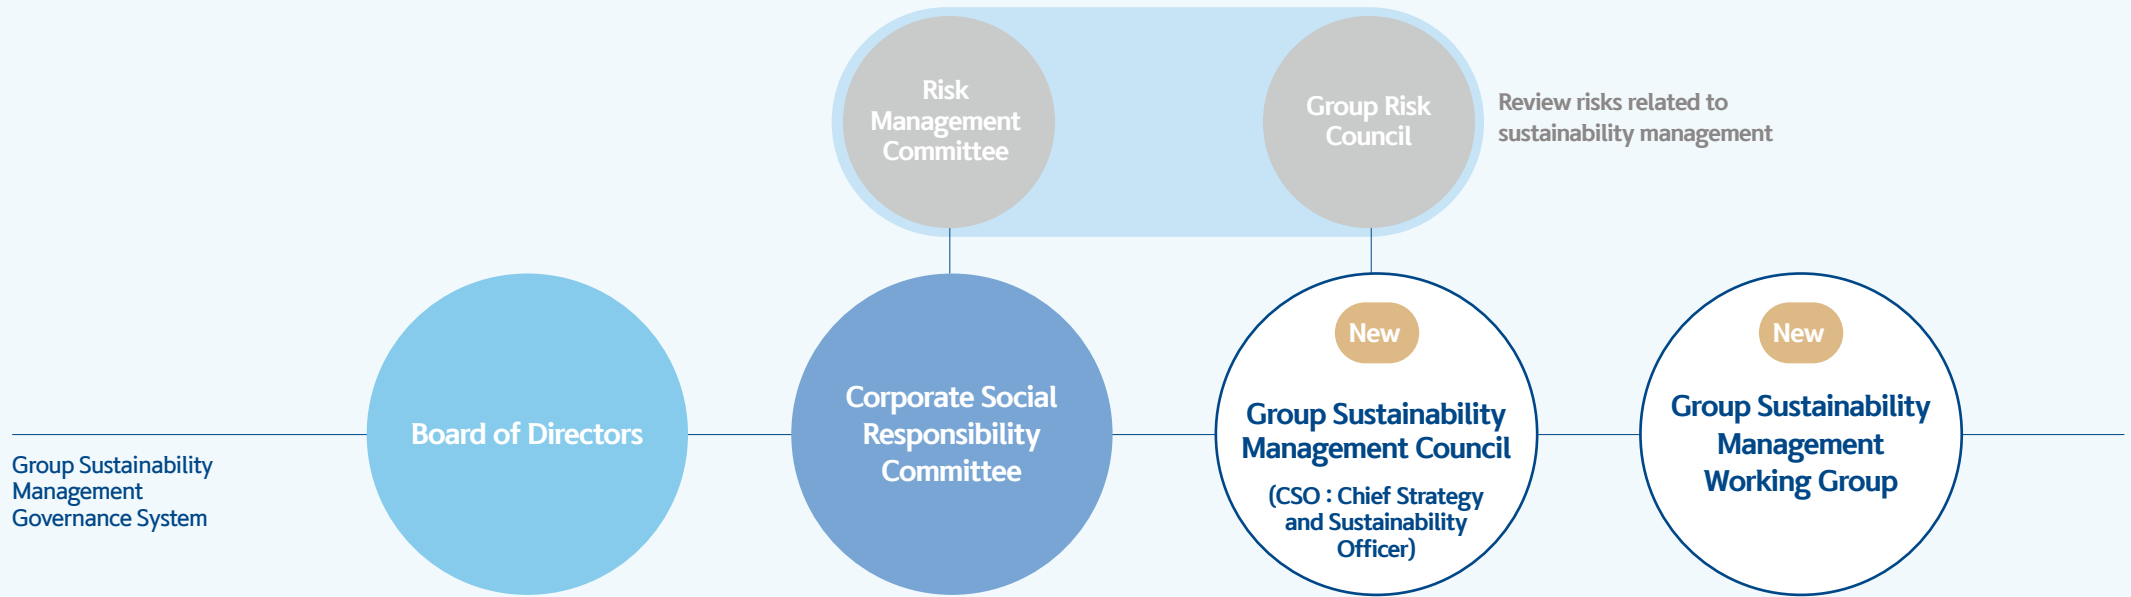 Risk
Management
Committee
Group Risk
Council
Review risks related to
sustainability management
Group Sustainability
Management
Governance System
Board of Directors
Corporate Social
Responsibility
Committee
New
Group Sustainability
Management Council
(CSO : Chief Strategy
and Sustainability
Officer)
New
Group Sustainability
Management
Working Group